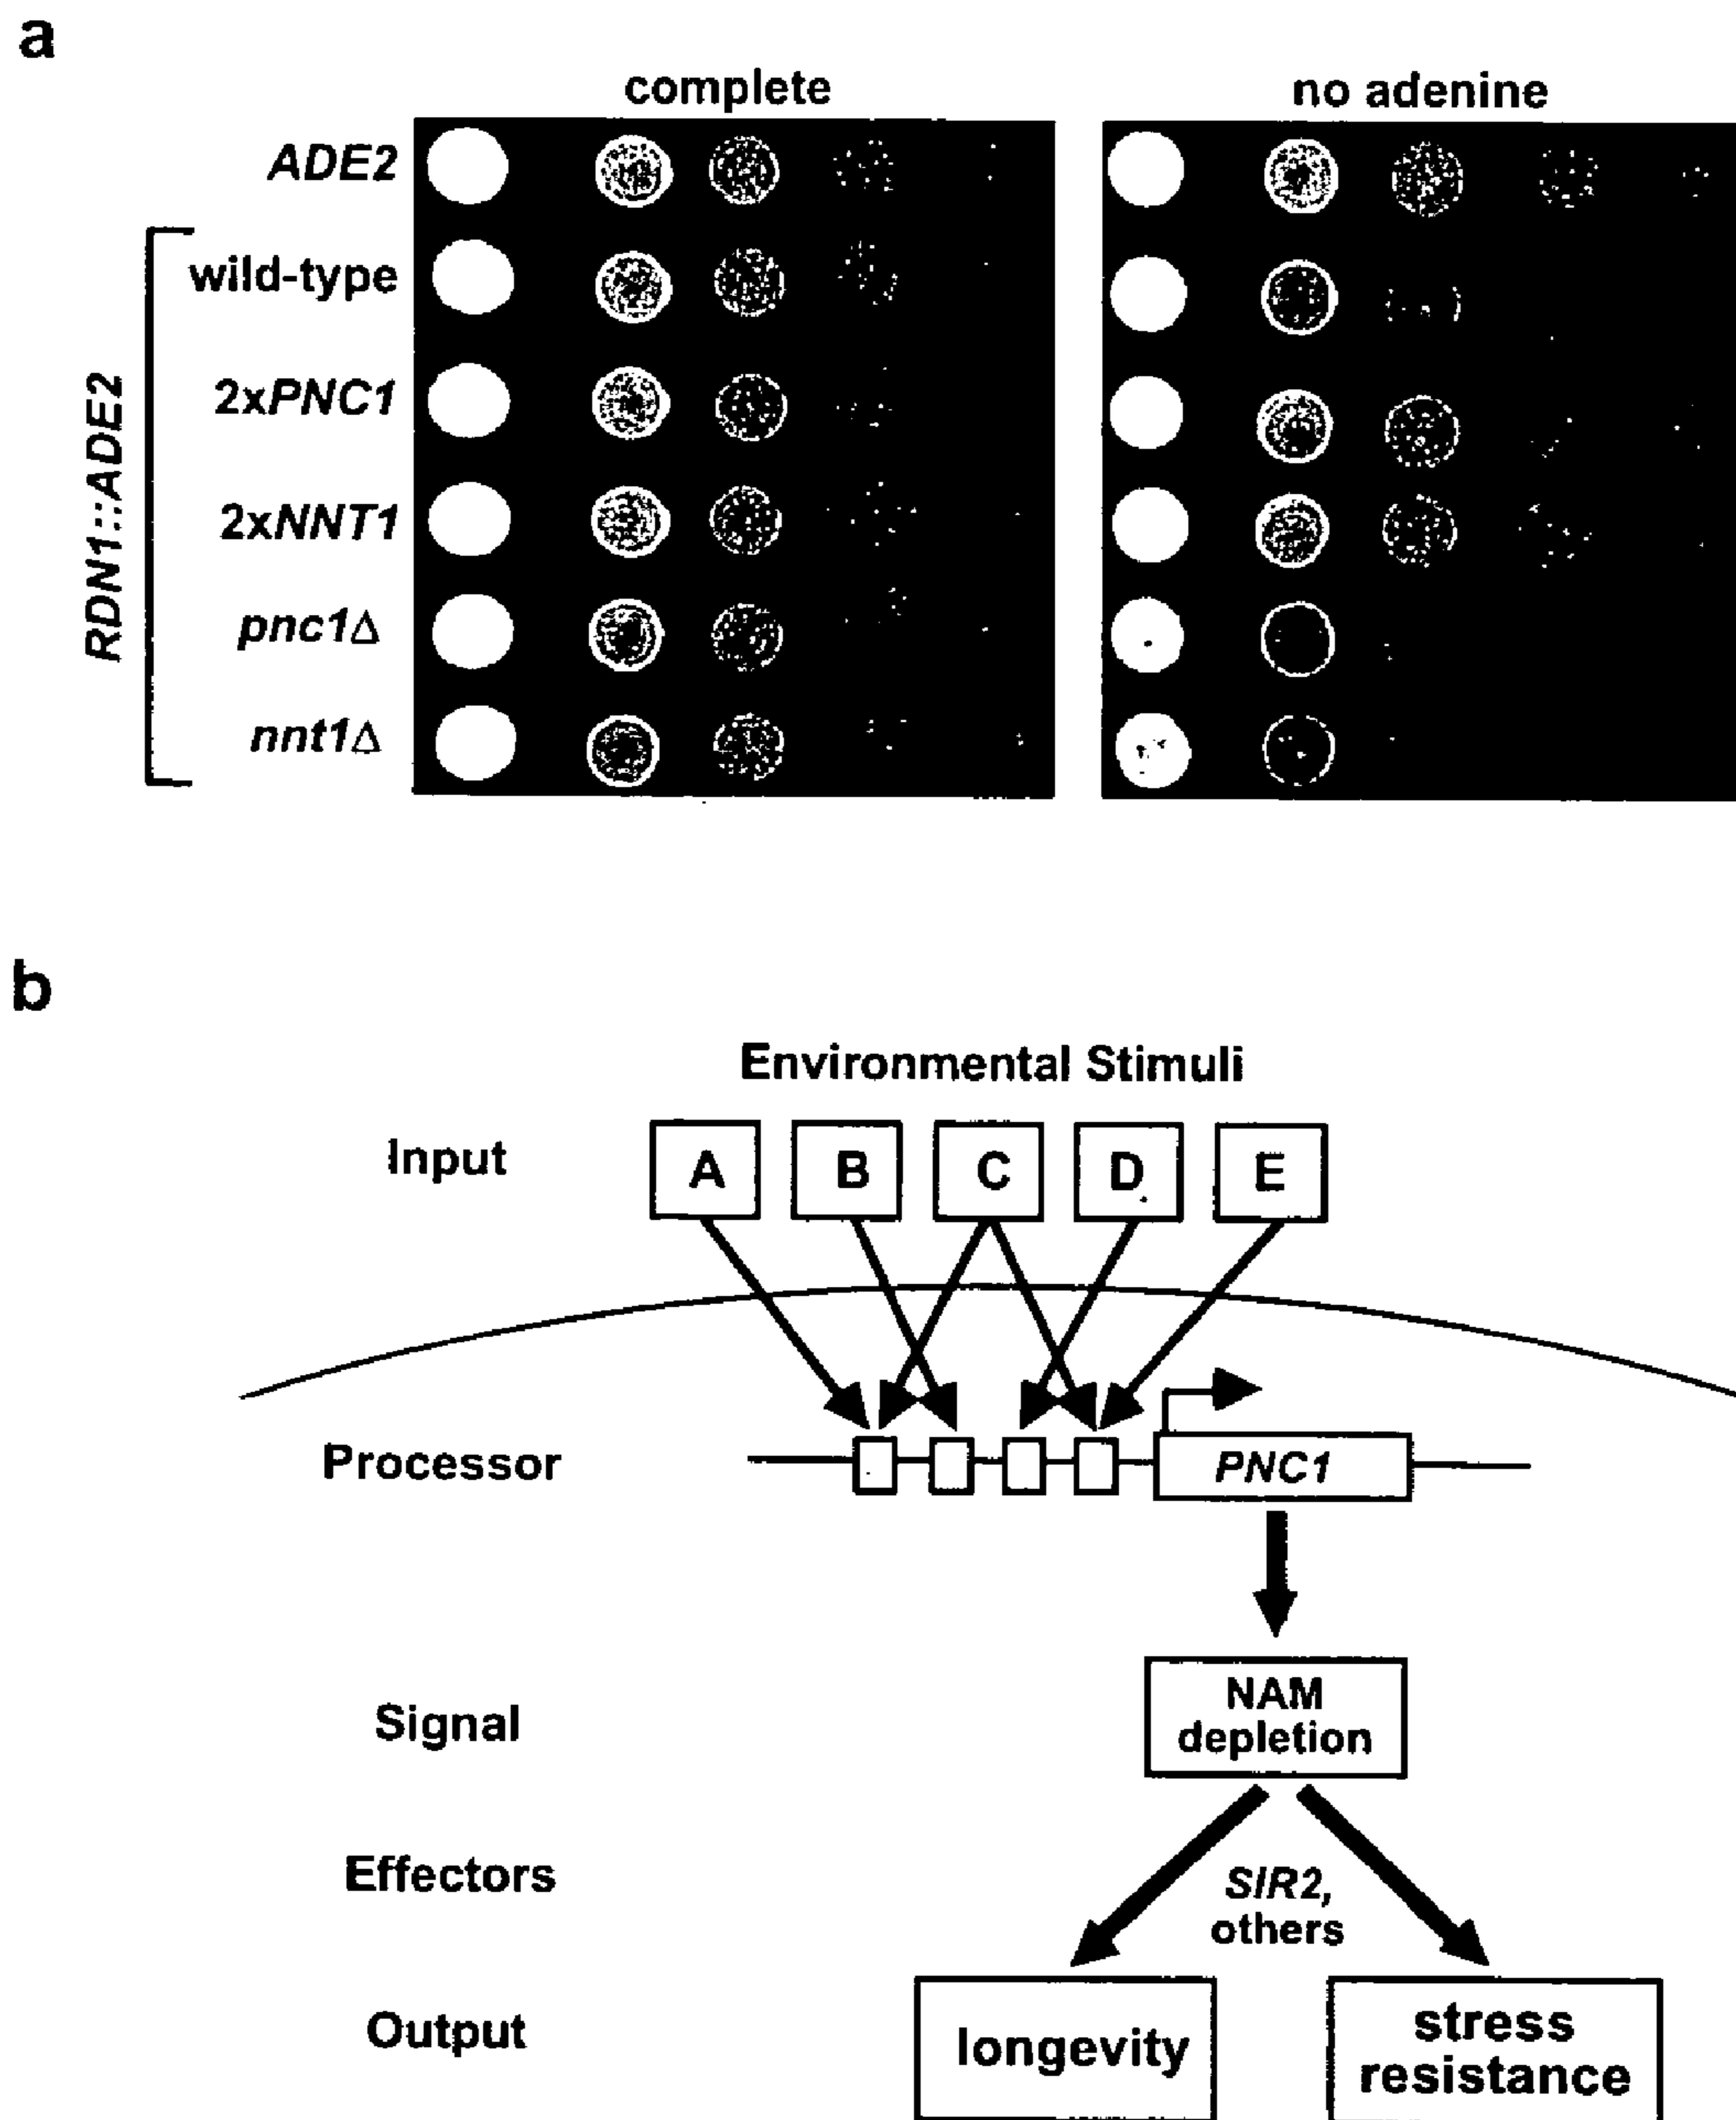 a
complete
no adenine
ADE2
wild-type
2xPNC1
2xNNT1
pnc1Δ
nnt1Δ
RDN1::ADE2
b
Environmental Stimuli
Input
A
B
C
D
E
Processor
PNC1
Signal
NAM
depletion
Effectors
SIR2,
others
Output
longevity
stress
resistance